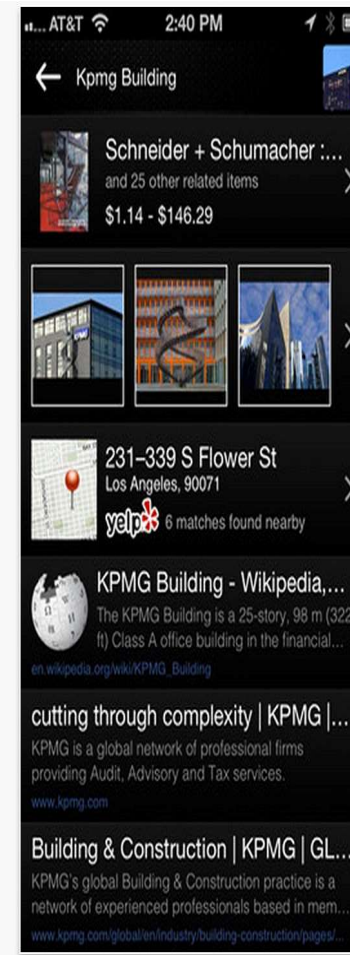 AT&T 2:40 PM
Kpmg Building
Schneider + Schumacher :...
and 25 other related items
$1.14 - $146.29
231–339 S Flower St
Los Angeles, 90071
yelp 6 matches found nearby
KPMG Building - Wikipedia,...
The KPMG Building is a 25-story, 98 m (322
ft) Class A office building in the financial...
en.wikipedia.org/wiki/KPMG_Building
cutting through complexity | KPMG |...
KPMG is a global network of professional firms
providing Audit, Advisory and Tax services.
www.kpmg.com
Building & Construction | KPMG | GL...
KPMG's global Building & Construction practice is a
network of experienced professionals based in mem...
www.kpmg.com/global/en/industry/building-construction/pages/...